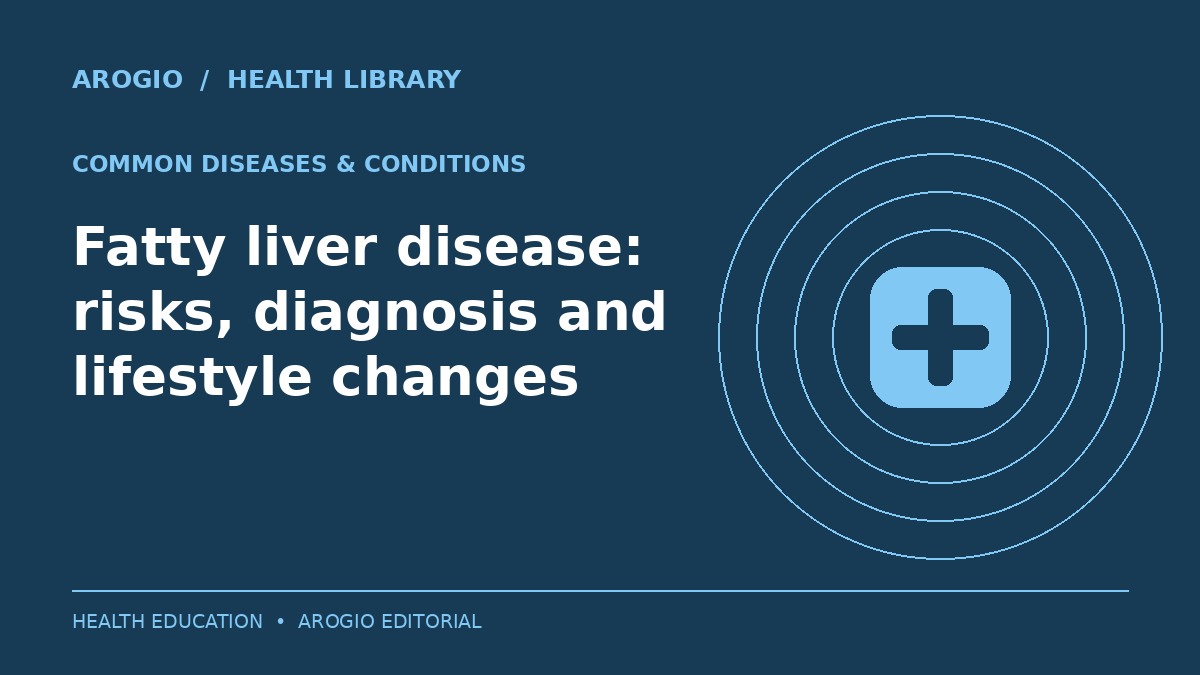 AROGIO / HEALTH LIBRARY
COMMON DISEASES & CONDITIONS
Fatty liver disease:
risks, diagnosis and
lifestyle changes
HEALTH EDUCATION • AROGIO EDITORIAL